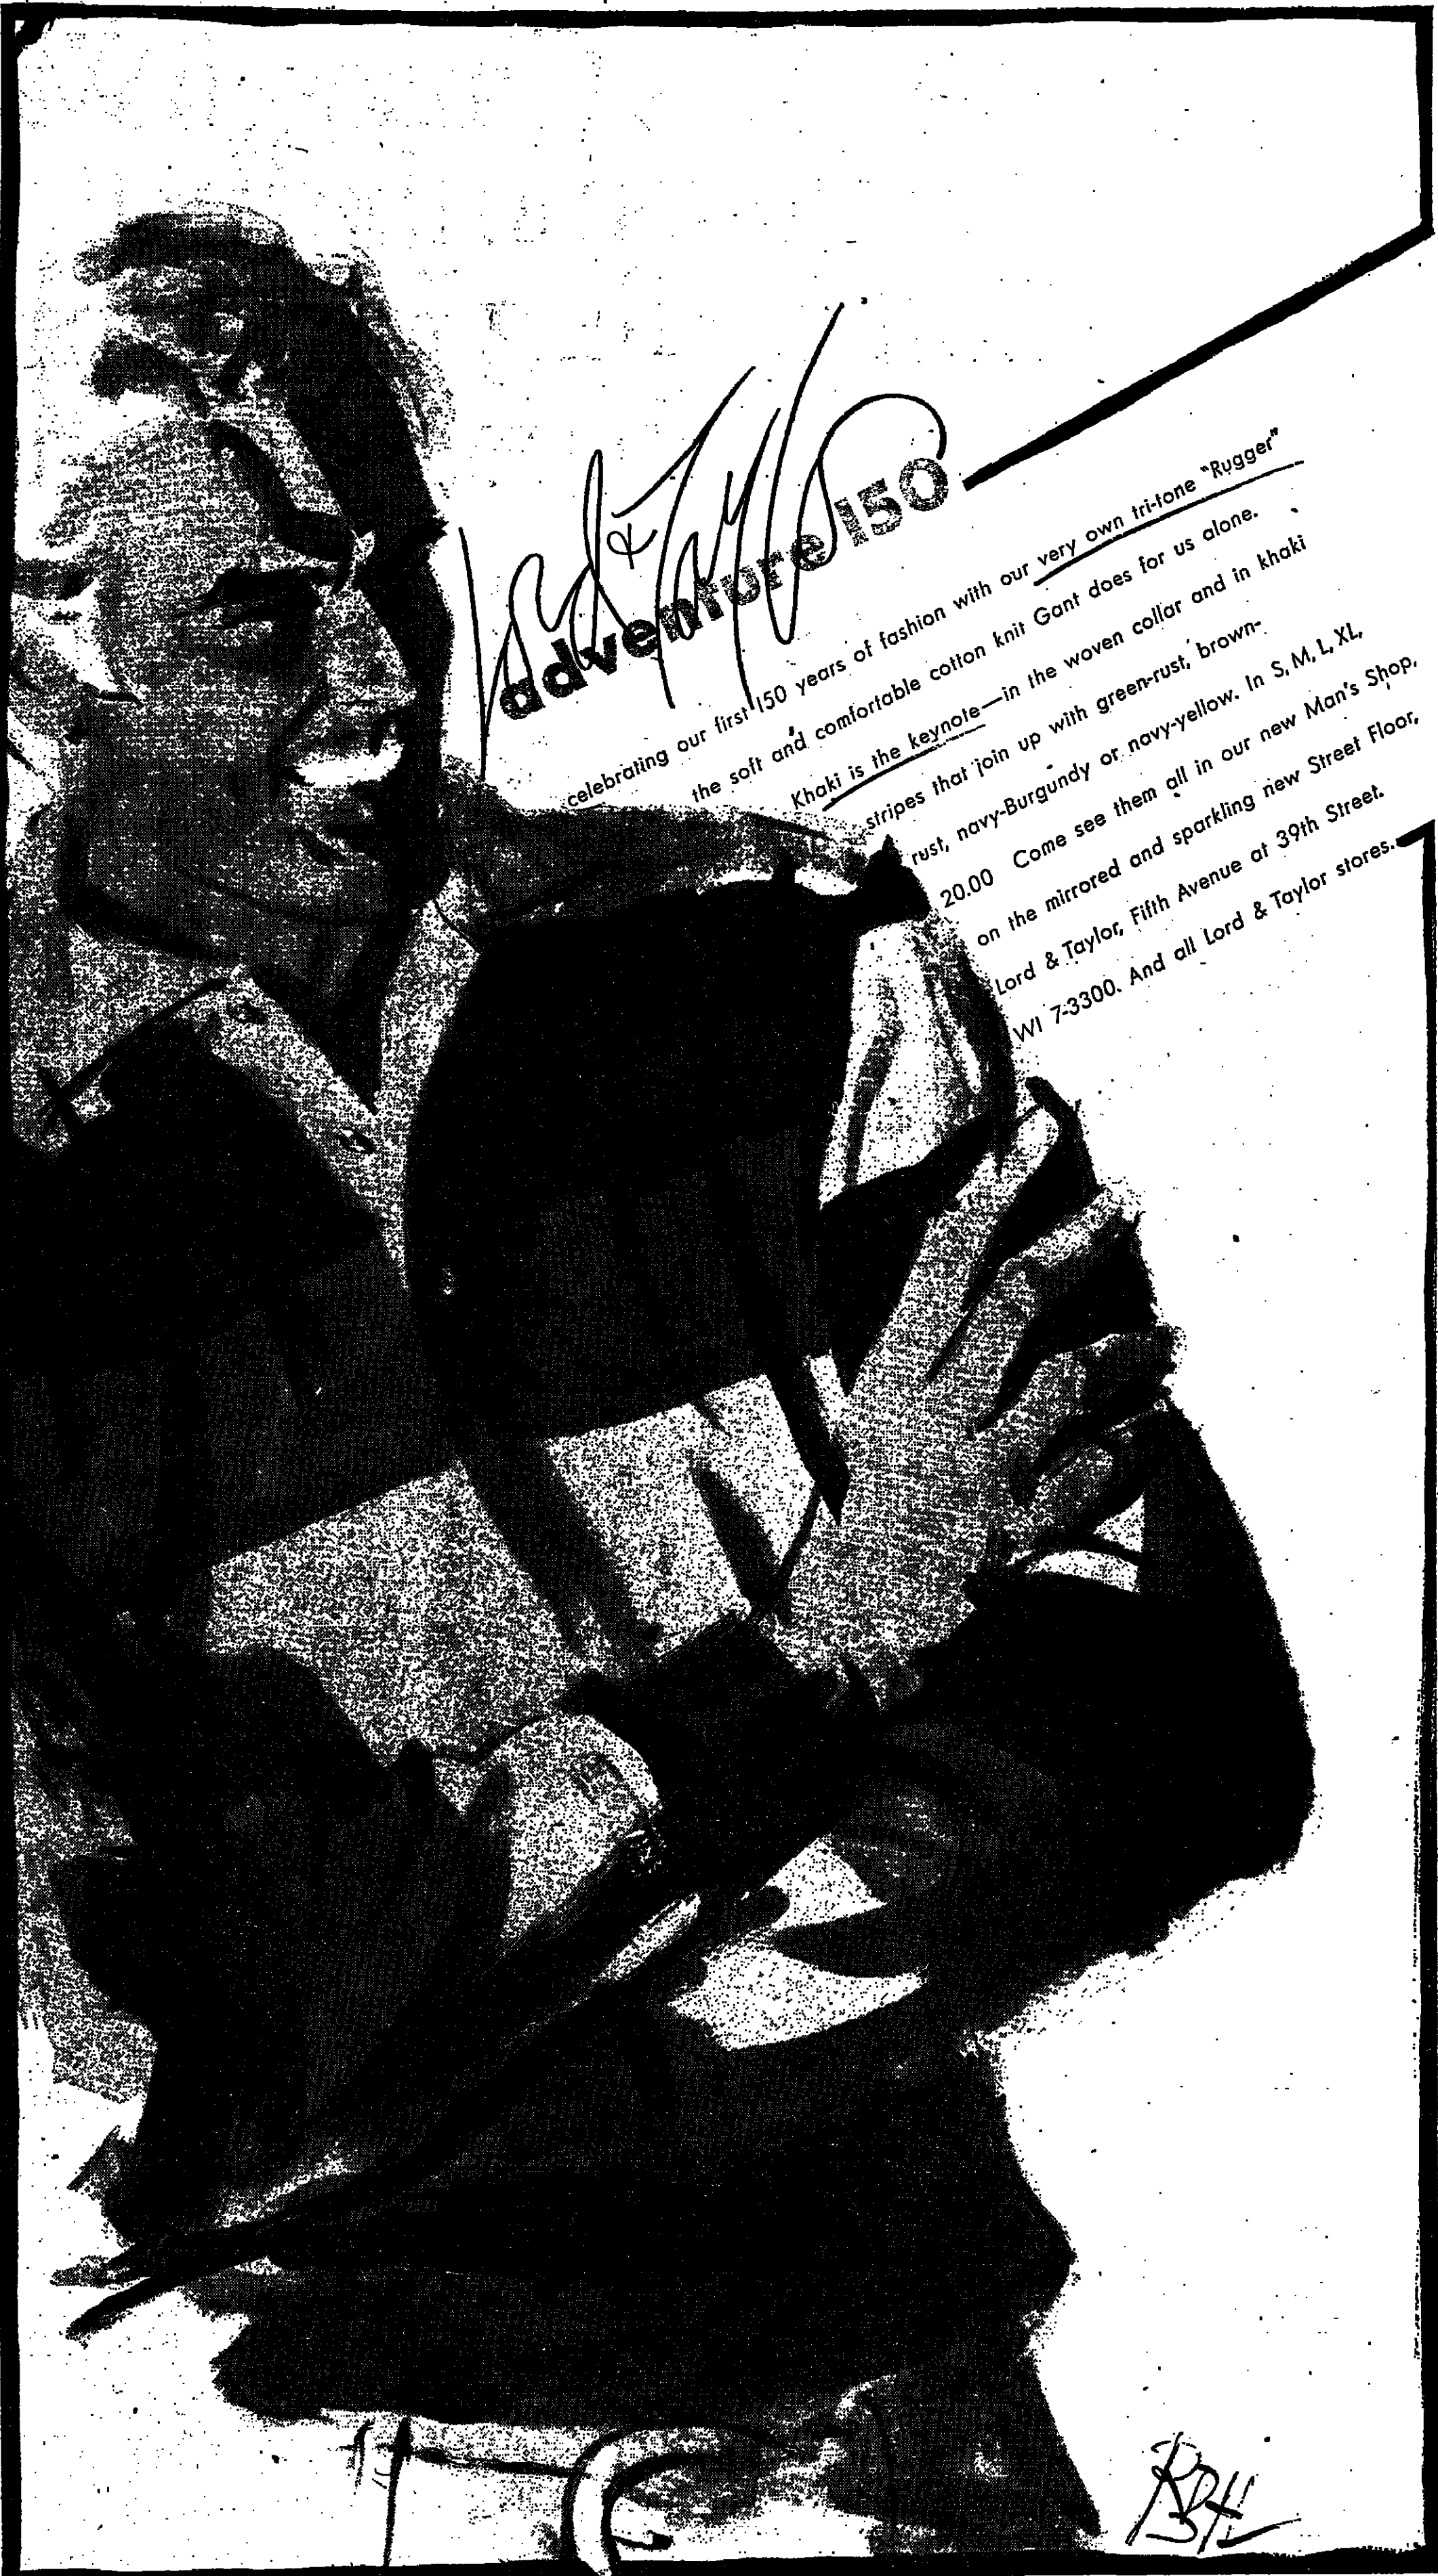 Lord & Taylor
adventure 150
celebrating our first 150 years of fashion with our very own tri-tone "Rugger"
the soft and comfortable cotton knit Gant does for us alone.
Khaki is the keynote—in the woven collar and in khaki
stripes that join up with green-rust, brown-
rust, navy-Burgundy or navy-yellow. In S, M, L, XL,
20.00 Come see them all in our new Man's Shop,
on the mirrored and sparkling new Street Floor,
Lord & Taylor, Fifth Avenue at 39th Street.
WI 7-3300. And all Lord & Taylor stores.